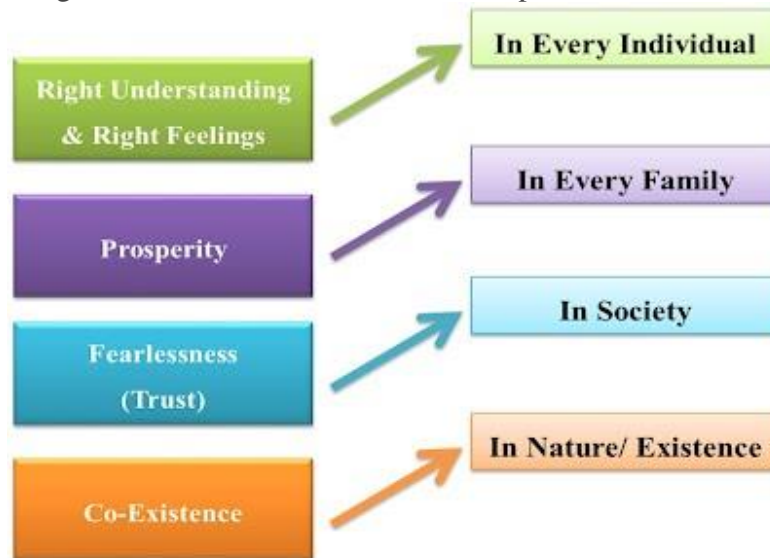 Right Understanding
& Right Feelings
In Every Individual
Prosperity
In Every Family
Fearlessness
(Trust)
In Society
Co-Existence
In Nature/ Existence